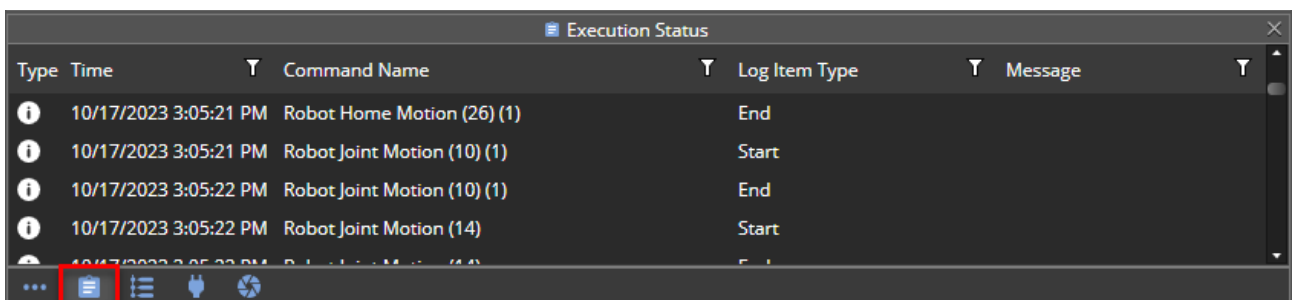 Execution Status
Type Time Command Name Log Item Type Message
10/17/2023 3:05:21 PM Robot Home Motion (26) (1) End
10/17/2023 3:05:21 PM Robot Joint Motion (10) (1) Start
10/17/2023 3:05:22 PM Robot Joint Motion (10) (1) End
10/17/2023 3:05:22 PM Robot Joint Motion (14) Start